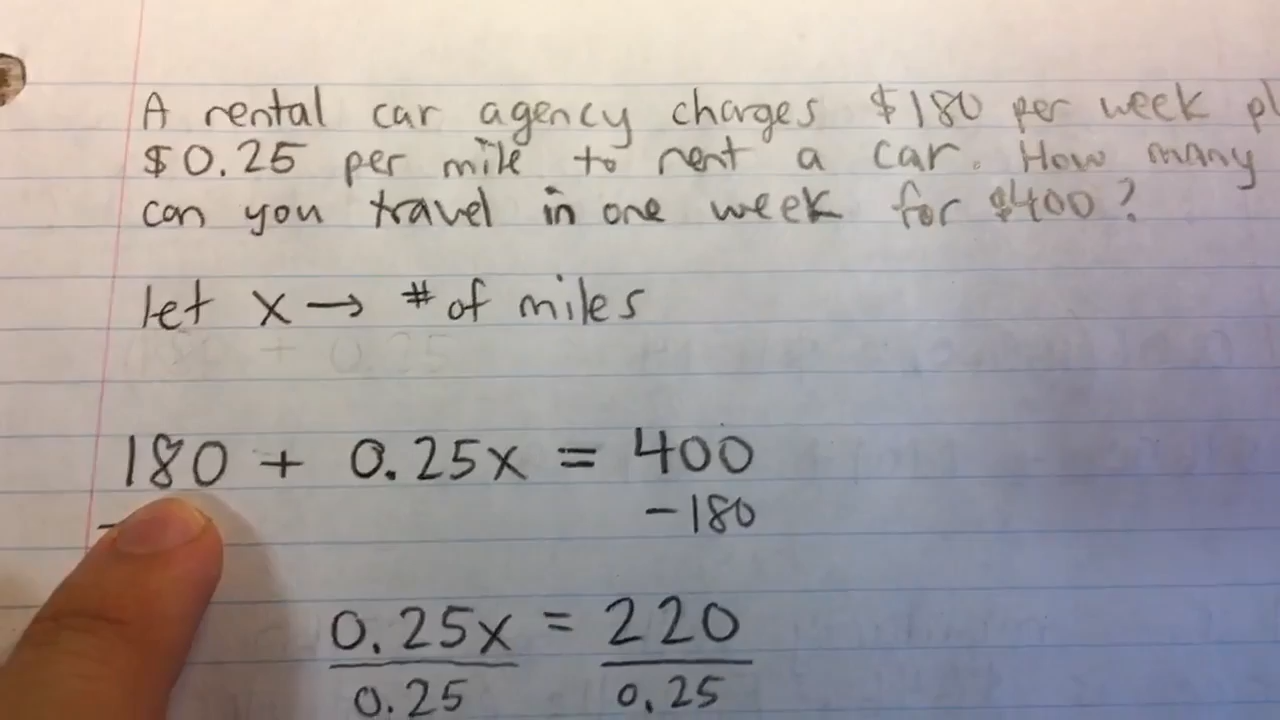 A rental car agency charges $180 per week pl
$0.25 per mile to rent a car. How many
can you travel in one week for $400?
let x → # of miles
180 + 0.25x = 400
- -180
0.25x = 220
0.25 0.25